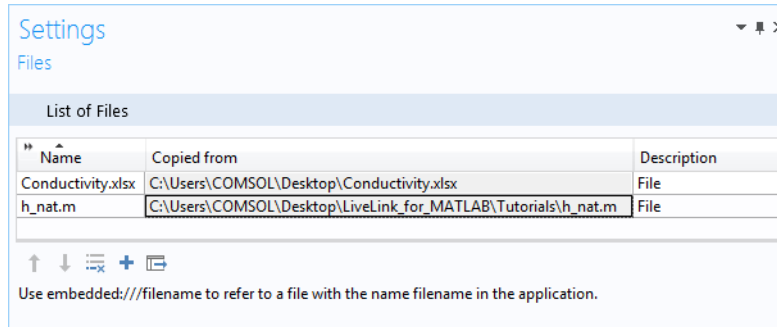 Settings
Files
List of Files
Name Copied from Description
Conductivity.xlsx C:\Users\COMSOL\Desktop\Conductivity.xlsx File
h_nat.m C:\Users\COMSOL\Desktop\LiveLink_for_MATLAB\Tutorials\h_nat.m File
Use embedded:///filename to refer to a file with the name filename in the application.